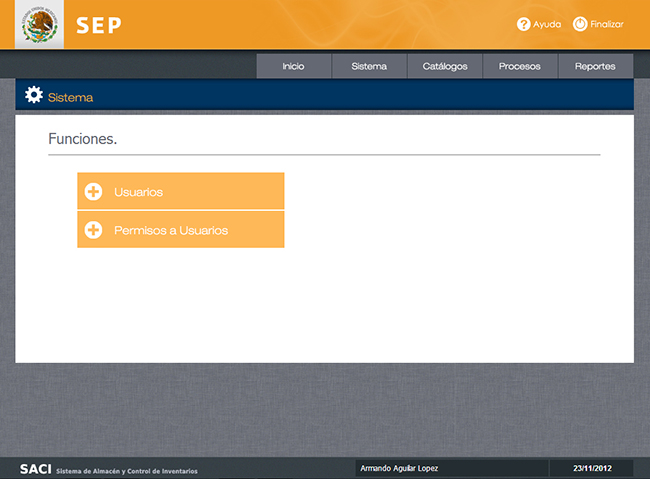 SEP
Ayuda Finalizar
Inicio Sistema Catálogos Procesos Reportes
Sistema
Funciones.
Usuarios
Permisos a Usuarios
SACI Sistema de Almacén y Control de Inventarios Armando Aguilar Lopez 23/11/2012